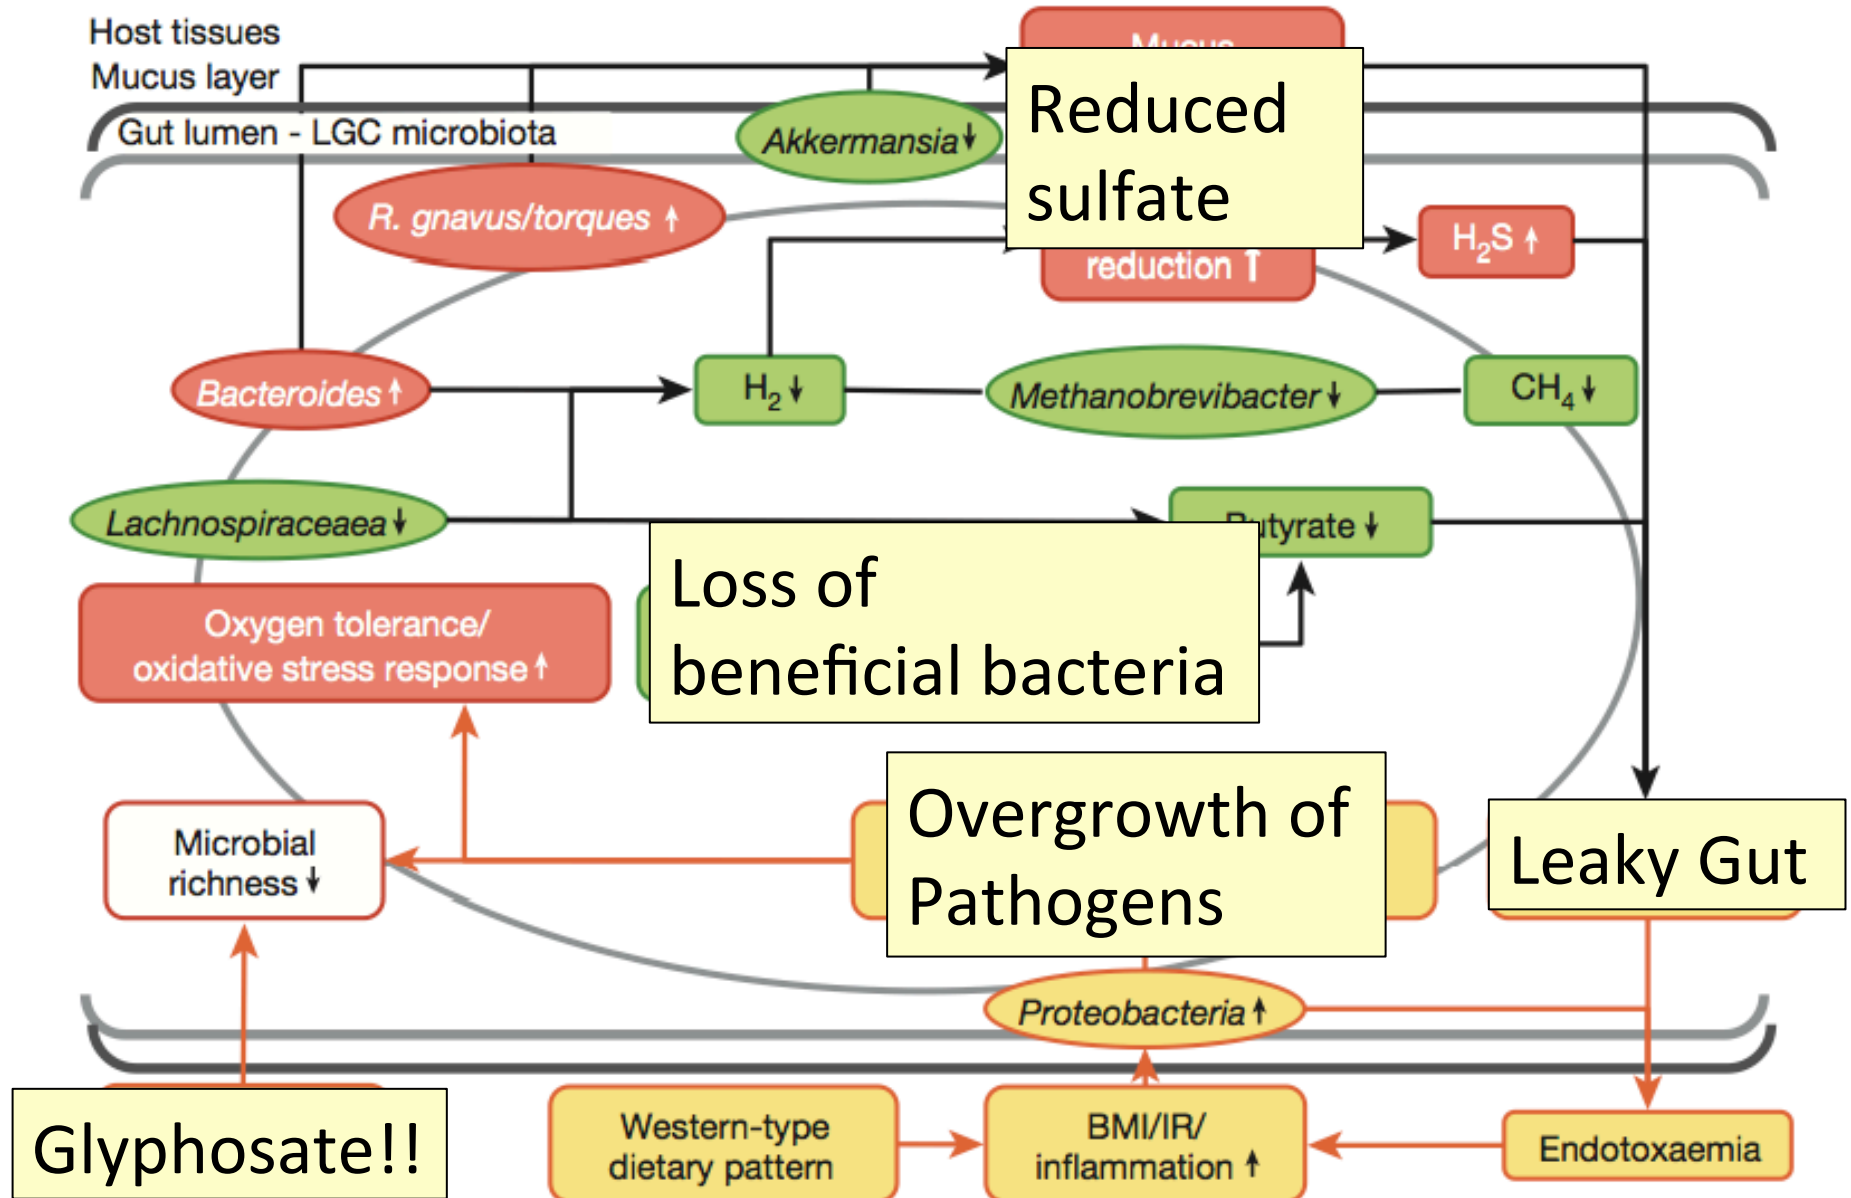 Host tissues
Mucus layer
Gut lumen - LGC microbiota
Akkermansia ↓
Reduced
sulfate
R. gnavus/torques ↑
reduction ↑
H₂S ↑
Bacteroides ↑
H₂ ↓
Methanobrevibacter ↓
CH₄ ↓
Lachnospiraceaea ↓
Loss of
beneficial bacteria
Oxygen tolerance/
oxidative stress response ↑
Overgrowth of
Pathogens
Microbial
richness ↓
Leaky Gut
Proteobacteria ↑
Glyphosate!!
Western-type
dietary pattern
BMI/IR/
inflammation ↑
Endotoxaemia